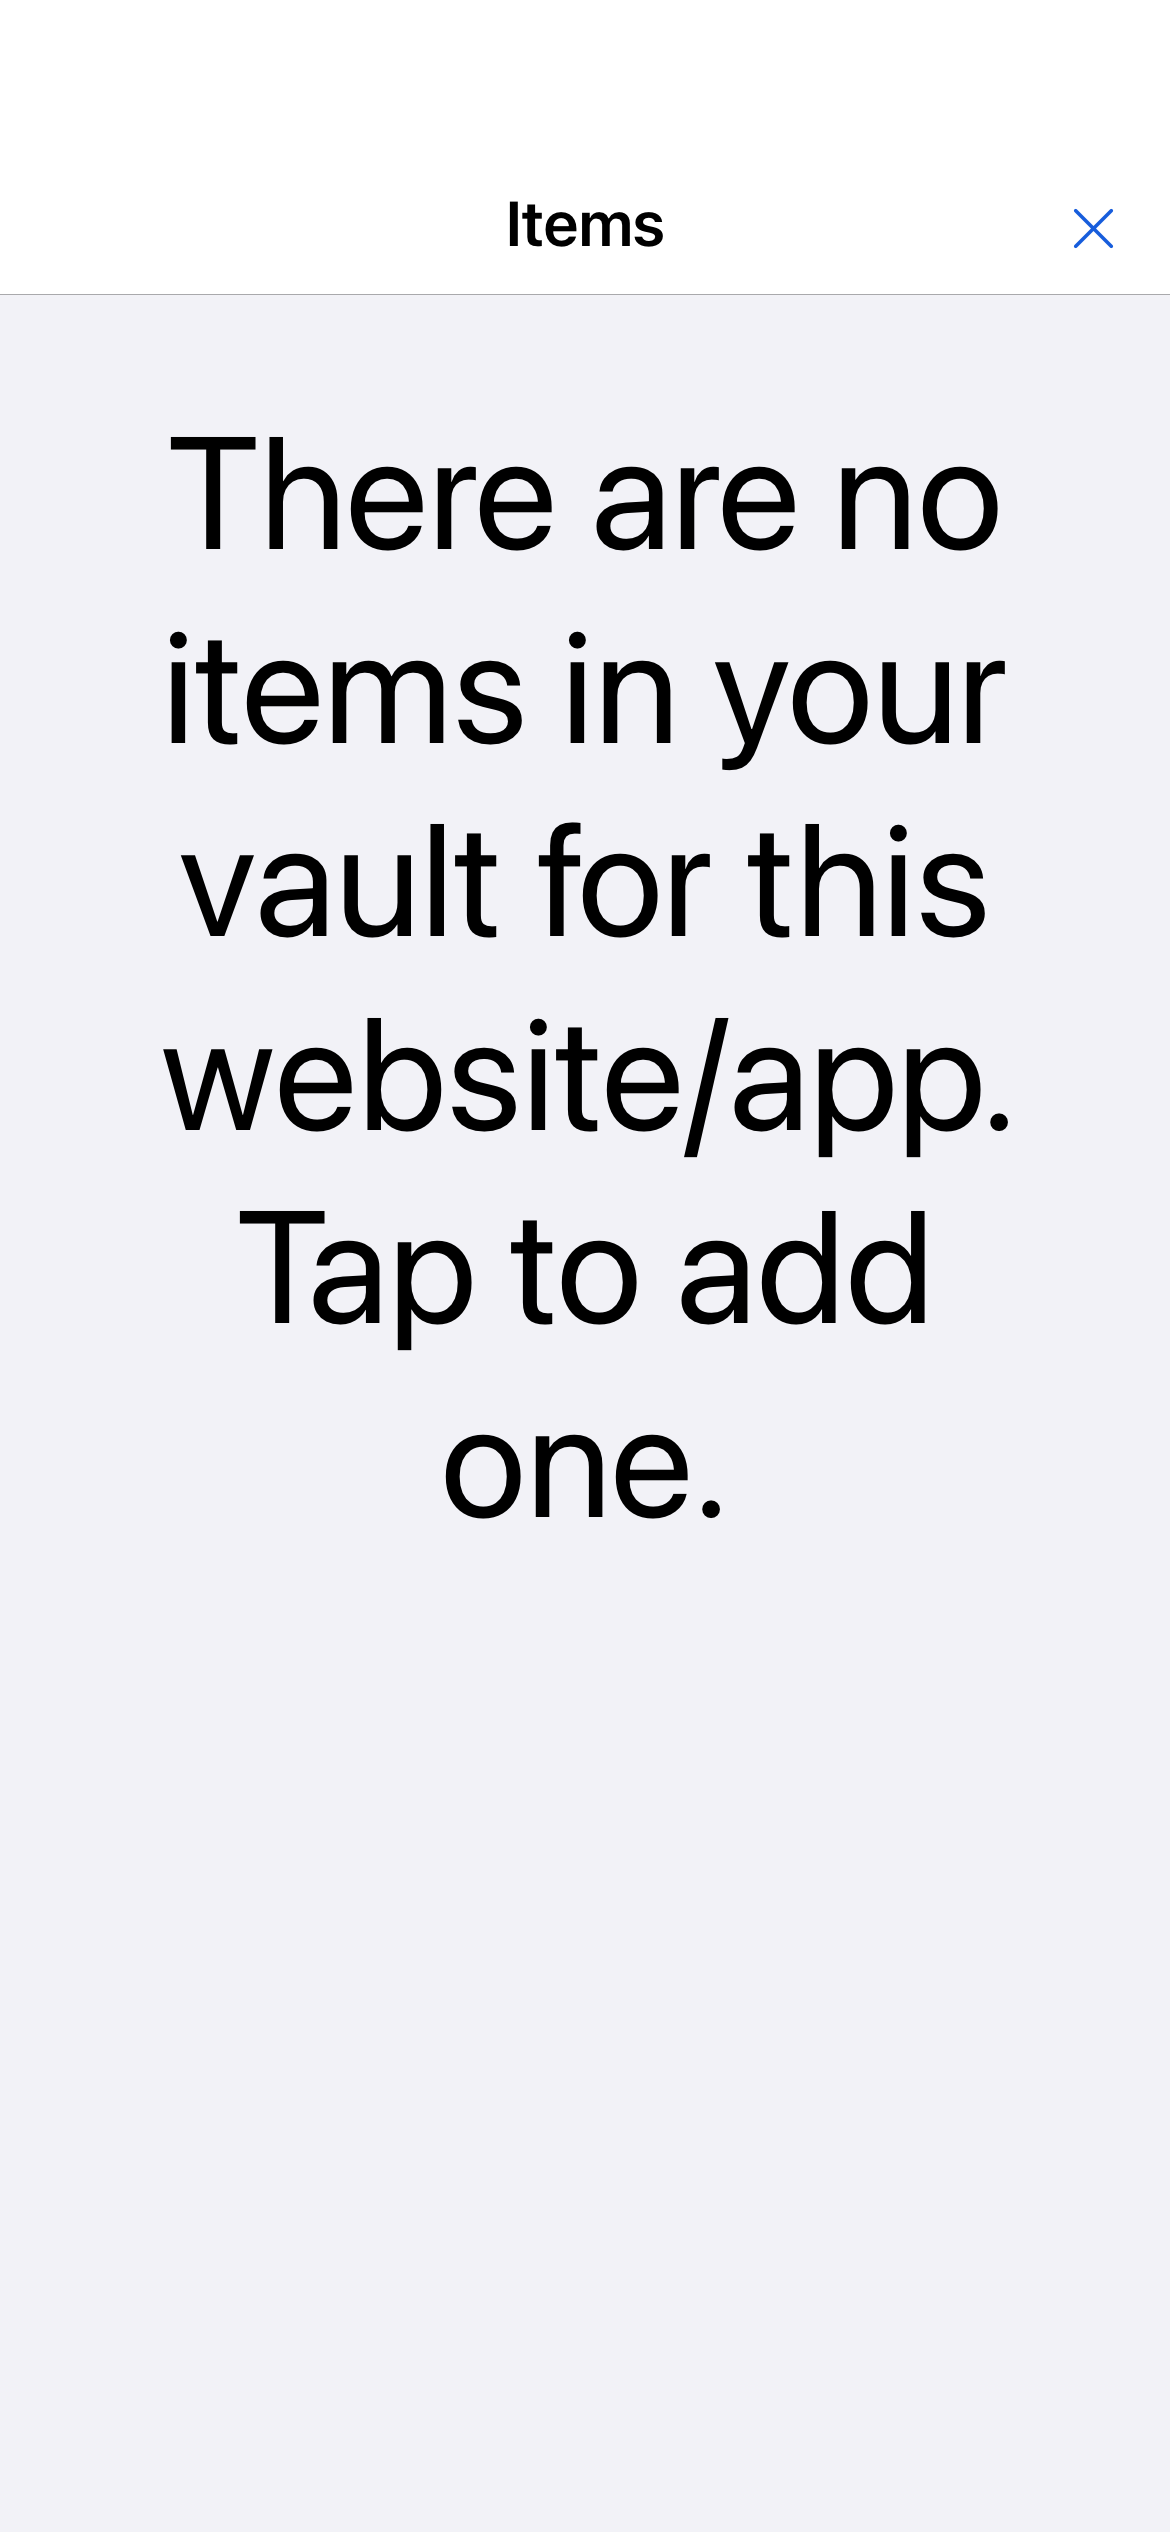 Items
There are no
items in your
vault for this
website/app.
Tap to add
one.